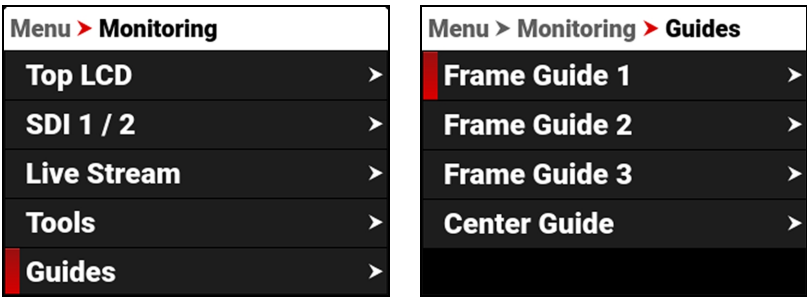 Menu ➤ Monitoring
Top LCD ➤
SDI 1 / 2 ➤
Live Stream ➤
Tools ➤
Guides ➤
Menu ➤ Monitoring ➤ Guides
Frame Guide 1 ➤
Frame Guide 2 ➤
Frame Guide 3 ➤
Center Guide ➤